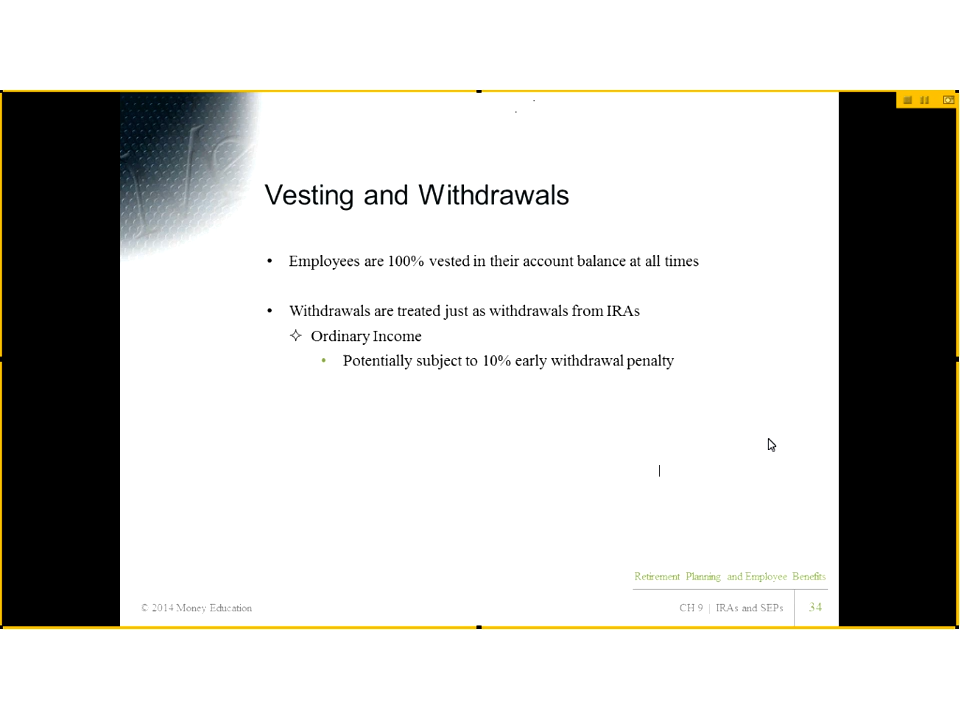 Vesting and Withdrawals
• Employees are 100% vested in their account balance at all times
• Withdrawals are treated just as withdrawals from IRAs
✧ Ordinary Income
• Potentially subject to 10% early withdrawal penalty
Retirement Planning and Employee Benefits
© 2014 Money Education
CH 9 | IRAs and SEPs
34